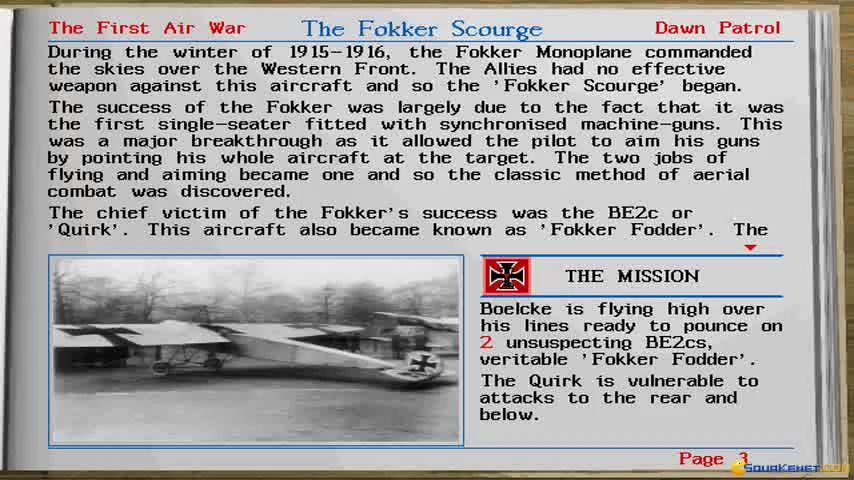 The First Air War The Fokker Scourge Dawn Patrol
During the winter of 1915-1916, the Fokker Monoplane commanded
the skies over the Western Front. The Allies had no effective
weapon against this aircraft and so the 'Fokker Scourge' began.
The success of the Fokker was largely due to the fact that it was
the first single-seater fitted with synchronised machine-guns. This
was a major breakthrough as it allowed the pilot to aim his guns
by pointing his whole aircraft at the target. The two jobs of
flying and aiming became one and so the classic method of aerial
combat was discovered.
The chief victim of the Fokker's success was the BE2c or
'Quirk'. This aircraft also became known as 'Fokker Fodder'. The
THE MISSION
Boelcke is flying high over
his lines ready to pounce on
2 unsuspecting BE2cs,
veritable 'Fokker Fodder'.
The Quirk is vulnerable to
attacks to the rear and
below.
Page 3
SquaKenet.com